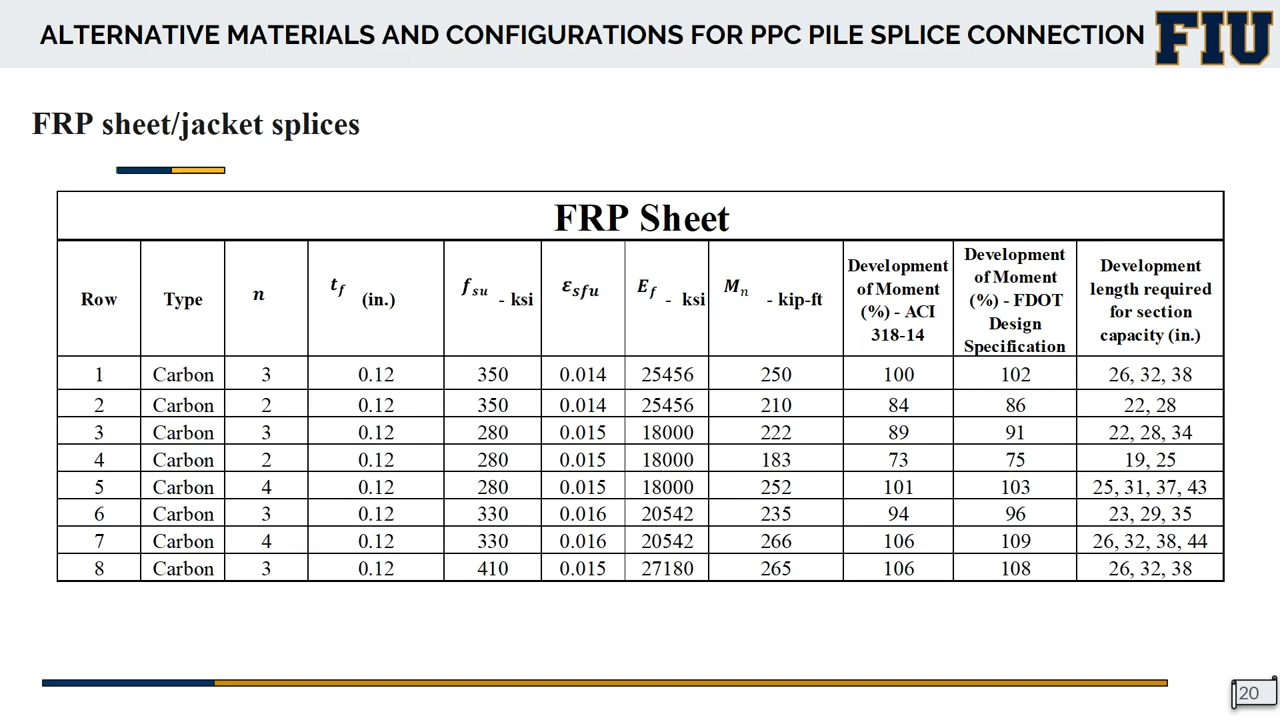 ALTERNATIVE MATERIALS AND CONFIGURATIONS FOR PPC PILE SPLICE CONNECTION
FIU
FRP sheet/jacket splices
FRP Sheet
Row Type n t_f (in.) f_su - ksi ε_sfu E_f - ksi M_n - kip-ft Development of Moment (%) - ACI 318-14 Development of Moment (%) - FDOT Design Specification Development length required for section capacity (in.)
1 Carbon 3 0.12 350 0.014 25456 250 100 102 26, 32, 38
2 Carbon 2 0.12 350 0.014 25456 210 84 86 22, 28
3 Carbon 3 0.12 280 0.015 18000 222 89 91 22, 28, 34
4 Carbon 2 0.12 280 0.015 18000 183 73 75 19, 25
5 Carbon 4 0.12 280 0.015 18000 252 101 103 25, 31, 37, 43
6 Carbon 3 0.12 330 0.016 20542 235 94 96 23, 29, 35
7 Carbon 4 0.12 330 0.016 20542 266 106 109 26, 32, 38, 44
8 Carbon 3 0.12 410 0.015 27180 265 106 108 26, 32, 38
20